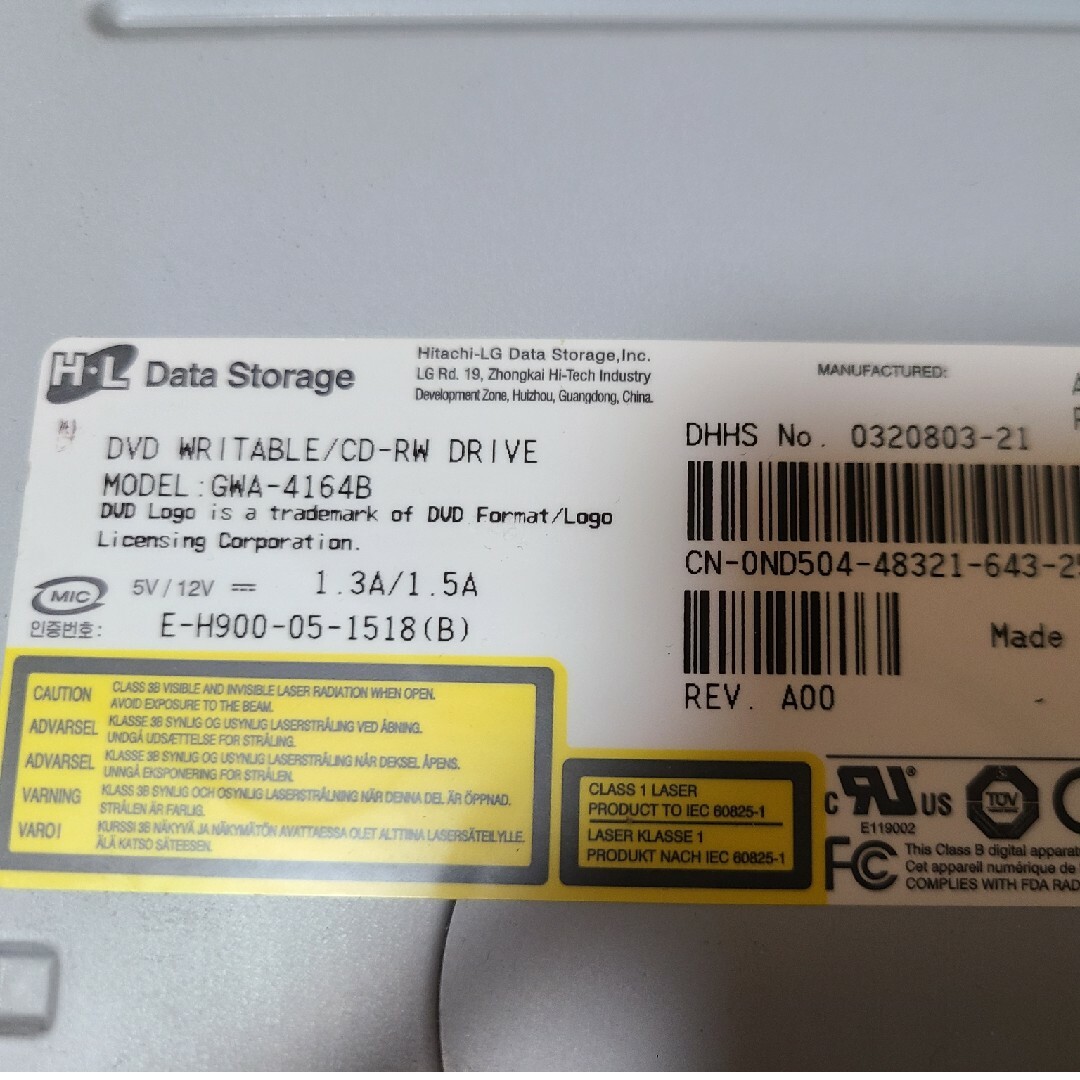 H·L Data Storage
Hitachi-LG Data Storage,Inc.
LG Rd. 19, Zhongkai Hi-Tech Industry
Development Zone, Huizhou, Guangdong, China.
MANUFACTURED:
DVD WRITABLE/CD-RW DRIVE
MODEL:GWA-4164B
DVD Logo is a trademark of DVD Format/Logo
Licensing Corporation.
MIC
5V / 12V 1.3A/1.5A
인증번호: E-H900-05-1518(B)
DHHS No. 0320803-21
CN-0ND504-48321-643-2
Made
REV. A00
CAUTION CLASS 3B VISIBLE AND INVISIBLE LASER RADIATION WHEN OPEN.
AVOID EXPOSURE TO THE BEAM.
ADVARSEL KLASSE 3B SYNLIG OG USYNLIG LASERSTRÅLING VED ÅBNING.
UNDGÅ UDSÆTTELSE FOR STRÅLING.
ADVARSEL KLASSE 3B SYNLIG OG USYNLIG LASERSTRÅLING NÅR DEKSEL ÅPENS.
UNNGÅ EKSPONERING FOR STRÅLEN.
VARNING KLASS 3B SYNLIG OCH OSYNLIG LASERSTRÅLNING NÄR DENNA DEL ÄR ÖPPNAD.
STRÅLEN ÄR FARLIG.
VARO! KURSSI 3B NÄKYVÄ JA NÄKYMÄTÖN AVATTAESSA OLET ALTTIINA LASERSÄTEILYLLE.
ÄLÄ KATSO SÄTEESEEN.
CLASS 1 LASER
PRODUCT TO IEC 60825-1
LASER KLASSE 1
PRODUKT NACH IEC 60825-1
c RU® US
E119002
TÜV
FC This Class B digital apparat
Cet appareil numérique de
COMPLIES WITH FDA RAD